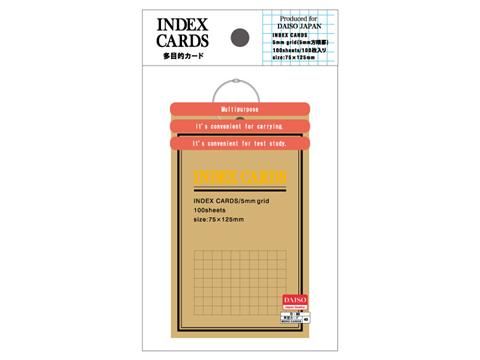 INDEX
CARDS
多目的カード
Produced for
DAISO JAPAN
INDEX CARDS
5mm grid(5mm方眼罫)
100sheets/100枚入り
size:75×125mm
Multipurpose
It's convenient for carrying.
It's convenient for test study.
INDEX CARDS
INDEX CARDS/5mm grid
100sheets
size:75×125mm
DAISO